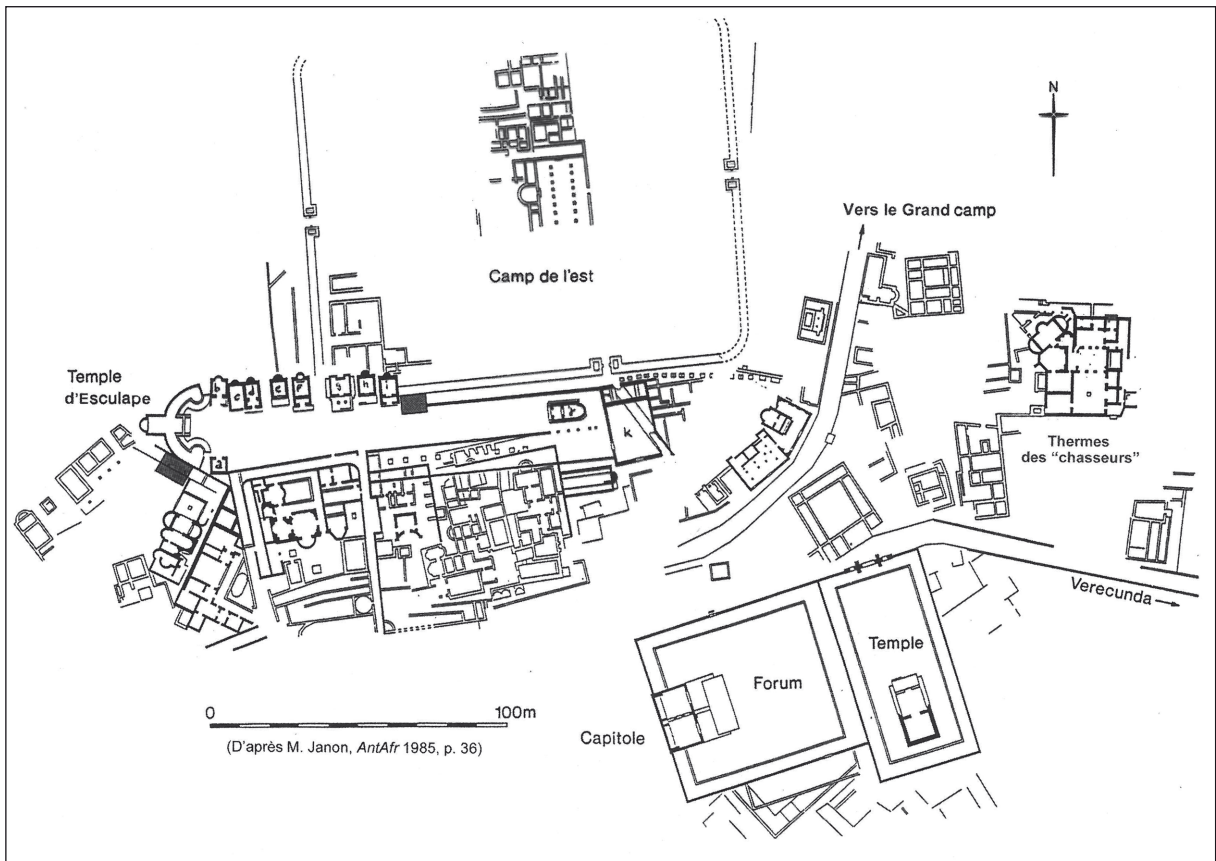 N
Vers le Grand camp
Camp de l'est
Temple
d'Esculape
b
c
d
e
f
g
h
i
a
k
Thermes
des "chasseurs"
Verecunda
Temple
Forum
Capitole
0 100m
(D'après M. Janon, AntAfr 1985, p. 36)